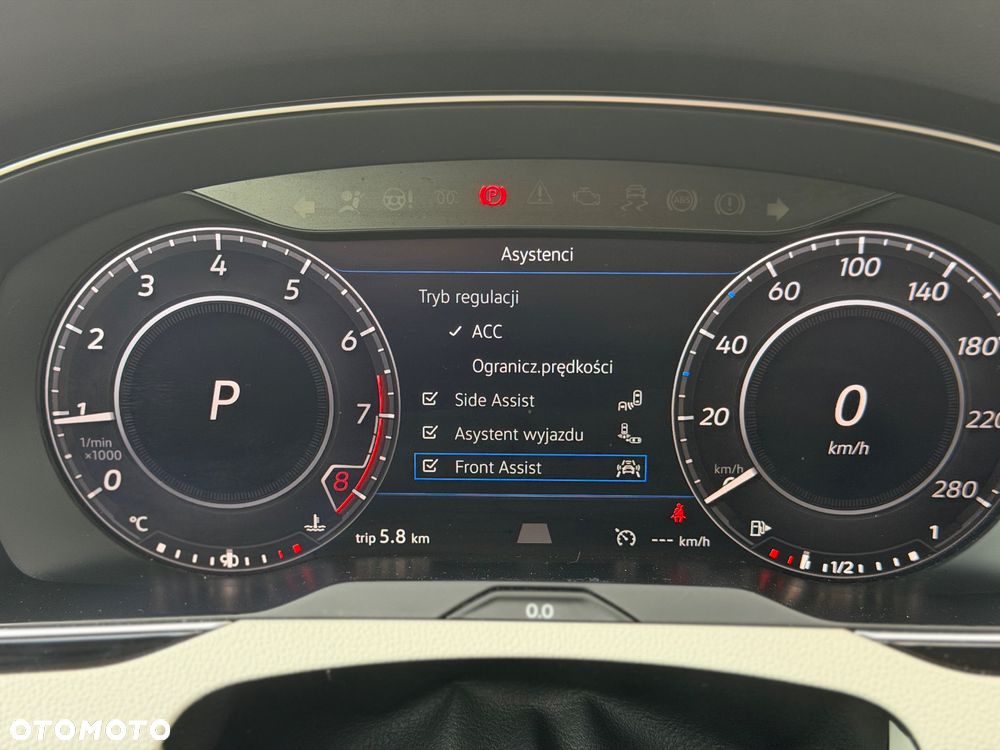 Asystenci
Tryb regulacji
✓ ACC
Ogranicz.prędkości
Side Assist
Asystent wyjazdu
Front Assist
trip 5.8 km
--- km/h
0
1
2
3
4
5
6
7
8
1/min
×1000
P
°C
90
20
40
60
100
140
180
220
280
km/h
0
km/h
1/2
1
P
ABS
0.0
OTOMOTO